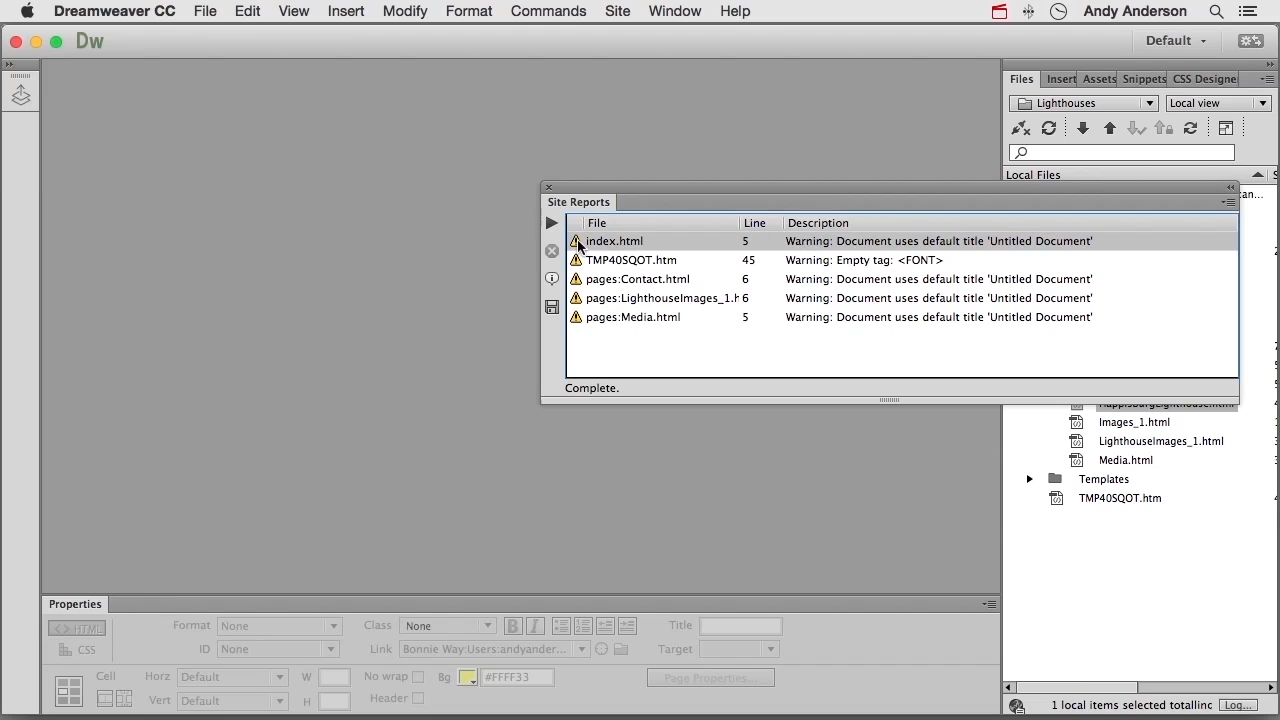 Dreamweaver CC File Edit View Insert Modify Format Commands Site Window Help Andy Anderson
Dw Default
Files Insert Assets Snippets CSS Designe
Lighthouses Local view
Local Files S
an...
Site Reports
File Line Description
index.html 5 Warning: Document uses default title 'Untitled Document'
TMP40SQOT.htm 45 Warning: Empty tag: <FONT>
pages:Contact.html 6 Warning: Document uses default title 'Untitled Document'
pages:LighthouseImages_1.h 6 Warning: Document uses default title 'Untitled Document'
pages:Media.html 5 Warning: Document uses default title 'Untitled Document'
Complete.
HappisburgLighthouse.html
Images_1.html
LighthouseImages_1.html
Media.html
Templates
TMP40SQOT.htm
Properties
<> HTML Format None Class None B I Title
CSS ID None Link Bonnie Way:Users:andyander... Target
Cell Horz Default W No wrap Bg #FFFF33 Page Properties...
Vert Default H Header
1 local items selected totallinc Log...